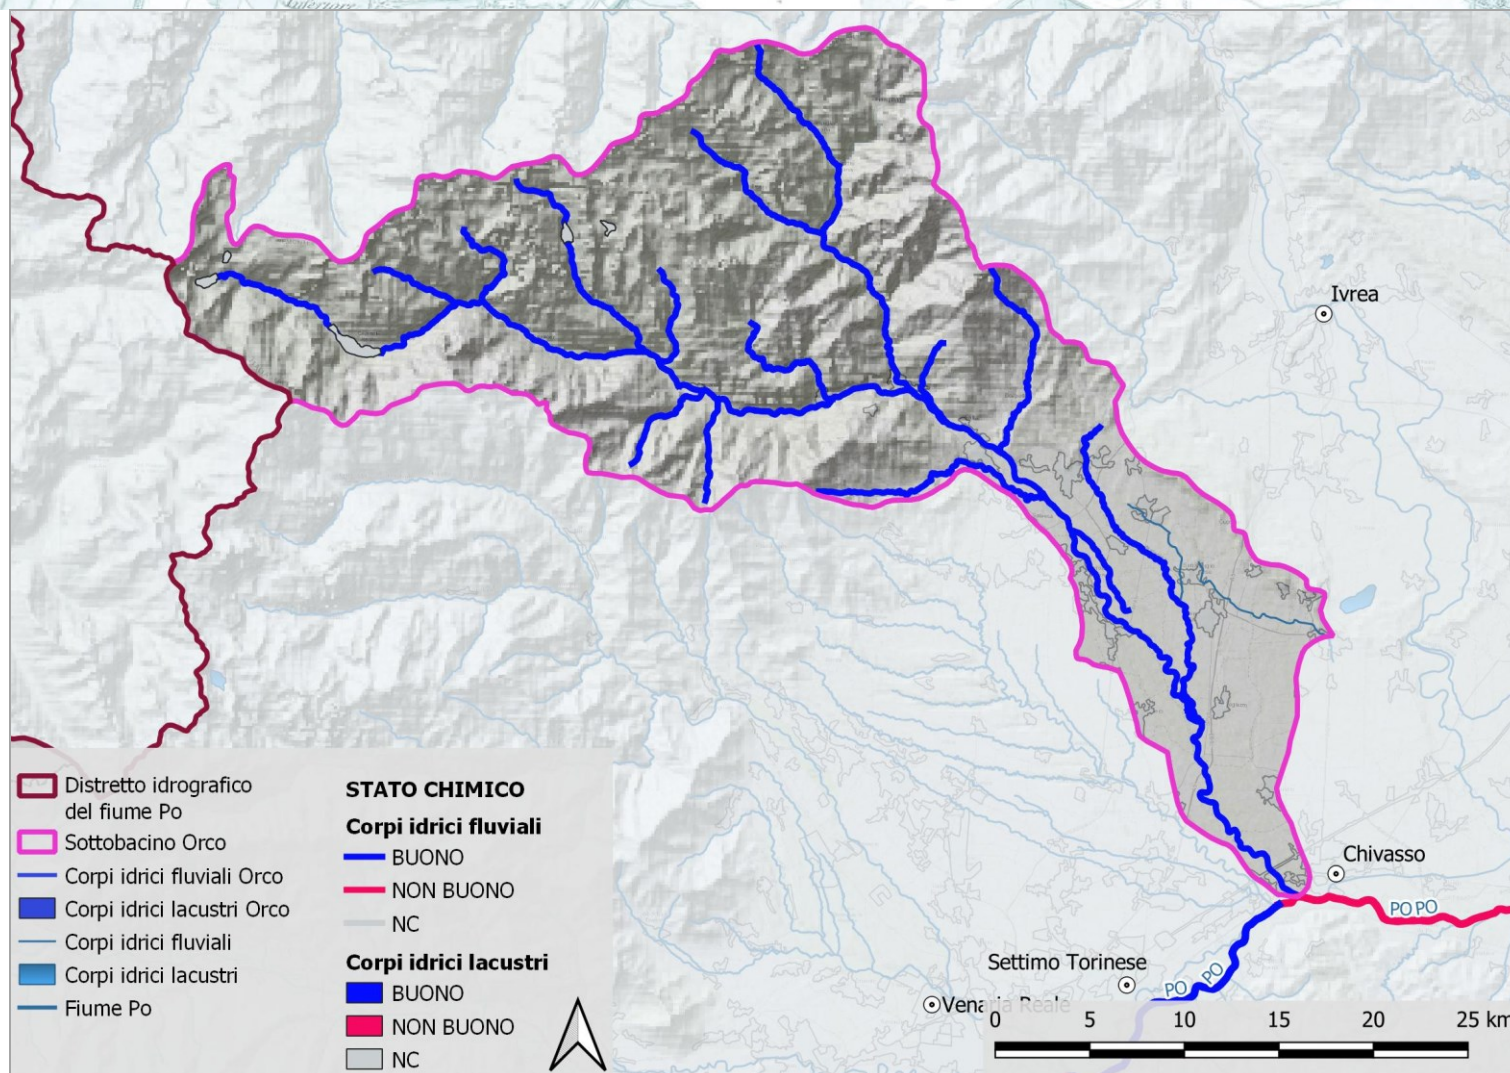 Inferiore
Ivrea
Chivasso
PO PO
Settimo Torinese
PO
PO
Venaria Reale
Distretto idrografico
del fiume Po
Sottobacino Orco
Corpi idrici fluviali Orco
Corpi idrici lacustri Orco
Corpi idrici fluviali
Corpi idrici lacustri
Fiume Po
STATO CHIMICO
Corpi idrici fluviali
BUONO
NON BUONO
NC
Corpi idrici lacustri
BUONO
NON BUONO
NC
0 5 10 15 20 25 km